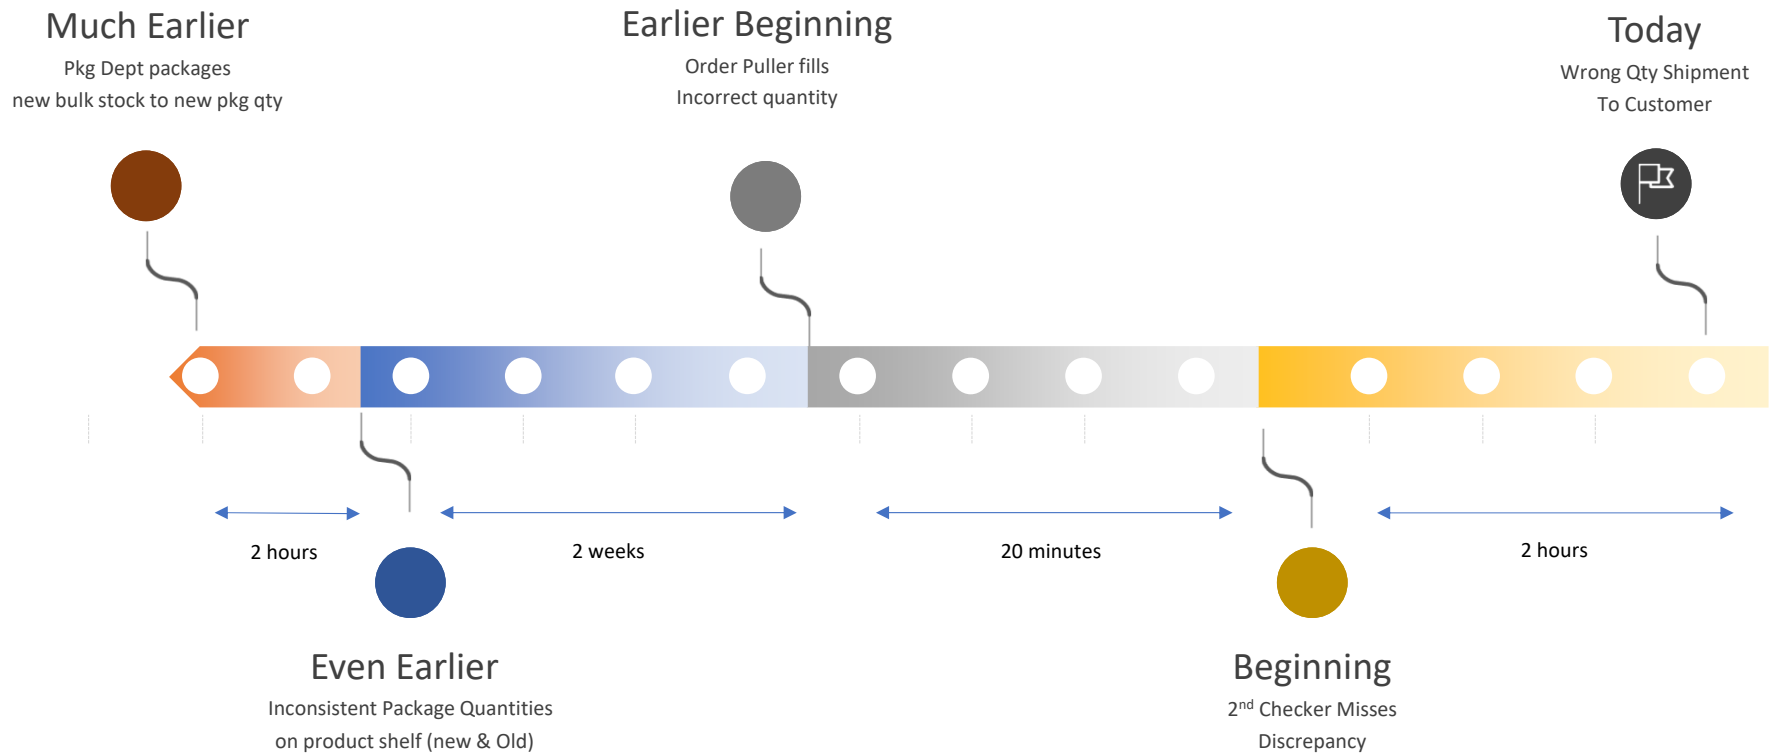 Much Earlier
Pkg Dept packages
new bulk stock to new pkg qty
Earlier Beginning
Order Puller fills
Incorrect quantity
Today
Wrong Qty Shipment
To Customer
2 hours
2 weeks
20 minutes
2 hours
Even Earlier
Inconsistent Package Quantities
on product shelf (new & Old)
Beginning
2nd Checker Misses
Discrepancy